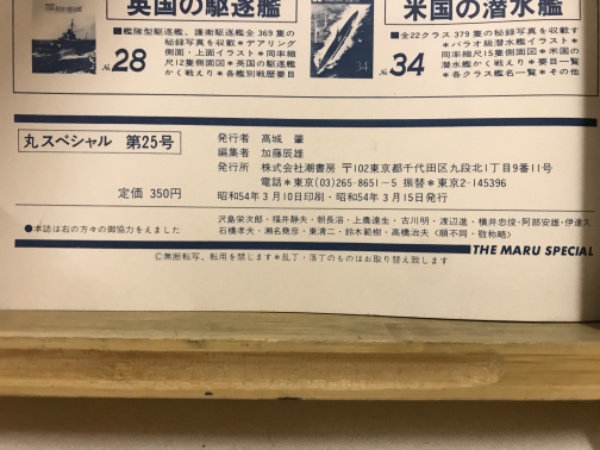 英国の駆逐艦
■艦隊型駆逐艦、護衛駆逐艦全369隻の
秘録写真を収載＊デアリング
側面・上面イラスト＊同率縮
尺12隻側面図＊英国の駆逐艦
かく戦えり＊各艦別戦歴要目
No.28
米国の潜水艦
■全22クラス379隻の秘録写真を収載す
＊バラオ級潜水艦イラスト＊
同率縮尺15隻側面図＊米国の
潜水艦かく戦えり＊要目一覧
＊各クラス艦名一覧＊その他
34
No.34
丸スペシャル 第25号
定価 350円
発行者 高城 肇
編集者 加藤辰雄
発行所 株式会社潮書房 〒102東京都千代田区九段北1丁目9番11号
電話＊東京(03)265-8651〜5 振替＊東京2-145396
昭和54年3月10日印刷・昭和54年3月15日発行
●本誌は右の方々の御協力をえました
沢島栄次郎・福井静夫・朝長溶・上農達生・古川明・渡辺進・横井忠俊・阿部安雄・伊達久
石橋孝夫・瀬名堯彦・東清二・鈴木範樹・高橋治夫〈順不同・敬称略〉
THE MARU SPECIAL
©無断転写、転用を禁じます＊乱丁・落丁のものはお取り替え致します